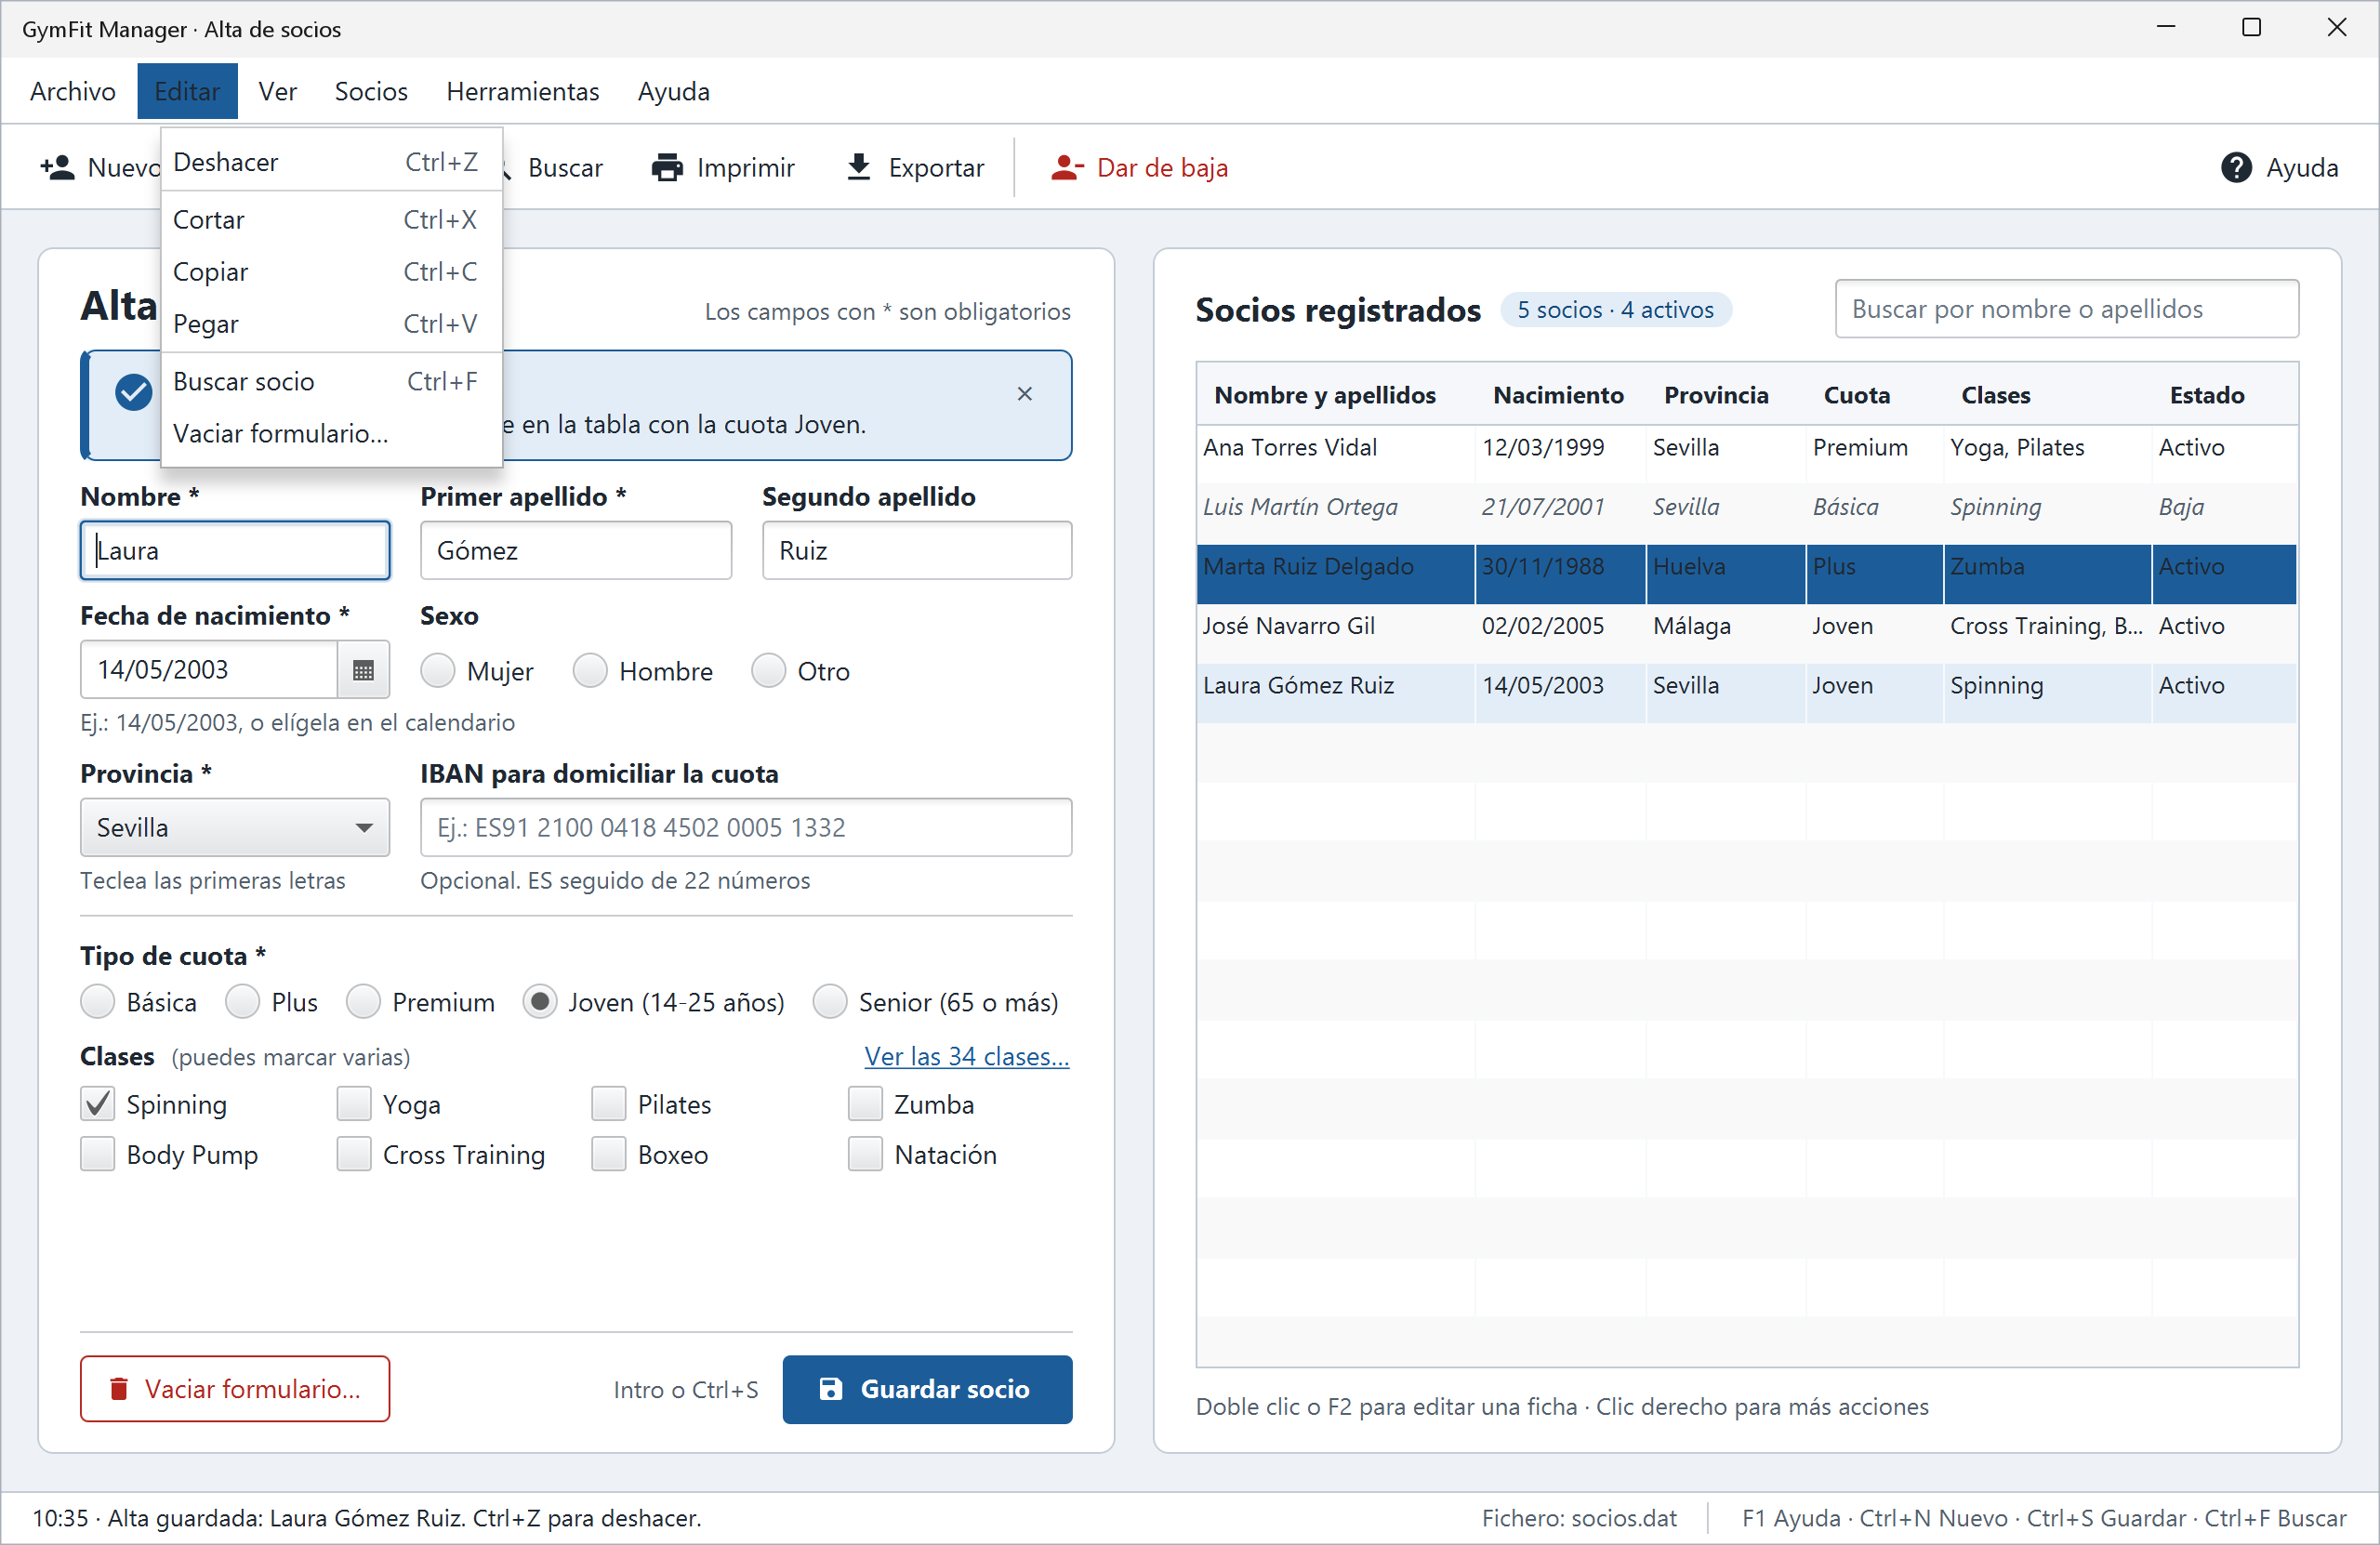 GymFit Manager · Alta de socios
Archivo Editar Ver Socios Herramientas Ayuda
Nuevo Buscar Imprimir Exportar Dar de baja Ayuda
Deshacer Ctrl+Z
Cortar Ctrl+X
Copiar Ctrl+C
Pegar Ctrl+V
Buscar socio Ctrl+F
Vaciar formulario...
Alta
Los campos con * son obligatorios
e en la tabla con la cuota Joven.
Nombre * Primer apellido * Segundo apellido
Laura Gómez Ruiz
Fecha de nacimiento * Sexo
14/05/2003 Mujer Hombre Otro
Ej.: 14/05/2003, o elígela en el calendario
Provincia * IBAN para domiciliar la cuota
Sevilla Ej.: ES91 2100 0418 4502 0005 1332
Teclea las primeras letras Opcional. ES seguido de 22 números
Tipo de cuota *
Básica Plus Premium Joven (14-25 años) Senior (65 o más)
Clases (puedes marcar varias) Ver las 34 clases...
Spinning Yoga Pilates Zumba
Body Pump Cross Training Boxeo Natación
Vaciar formulario... Intro o Ctrl+S Guardar socio
Socios registrados 5 socios · 4 activos Buscar por nombre o apellidos
Nombre y apellidos Nacimiento Provincia Cuota Clases Estado
Ana Torres Vidal 12/03/1999 Sevilla Premium Yoga, Pilates Activo
Luis Martín Ortega 21/07/2001 Sevilla Básica Spinning Baja
Marta Ruiz Delgado 30/11/1988 Huelva Plus Zumba Activo
José Navarro Gil 02/02/2005 Málaga Joven Cross Training, B... Activo
Laura Gómez Ruiz 14/05/2003 Sevilla Joven Spinning Activo
Doble clic o F2 para editar una ficha · Clic derecho para más acciones
10:35 · Alta guardada: Laura Gómez Ruiz. Ctrl+Z para deshacer. Fichero: socios.dat F1 Ayuda · Ctrl+N Nuevo · Ctrl+S Guardar · Ctrl+F Buscar